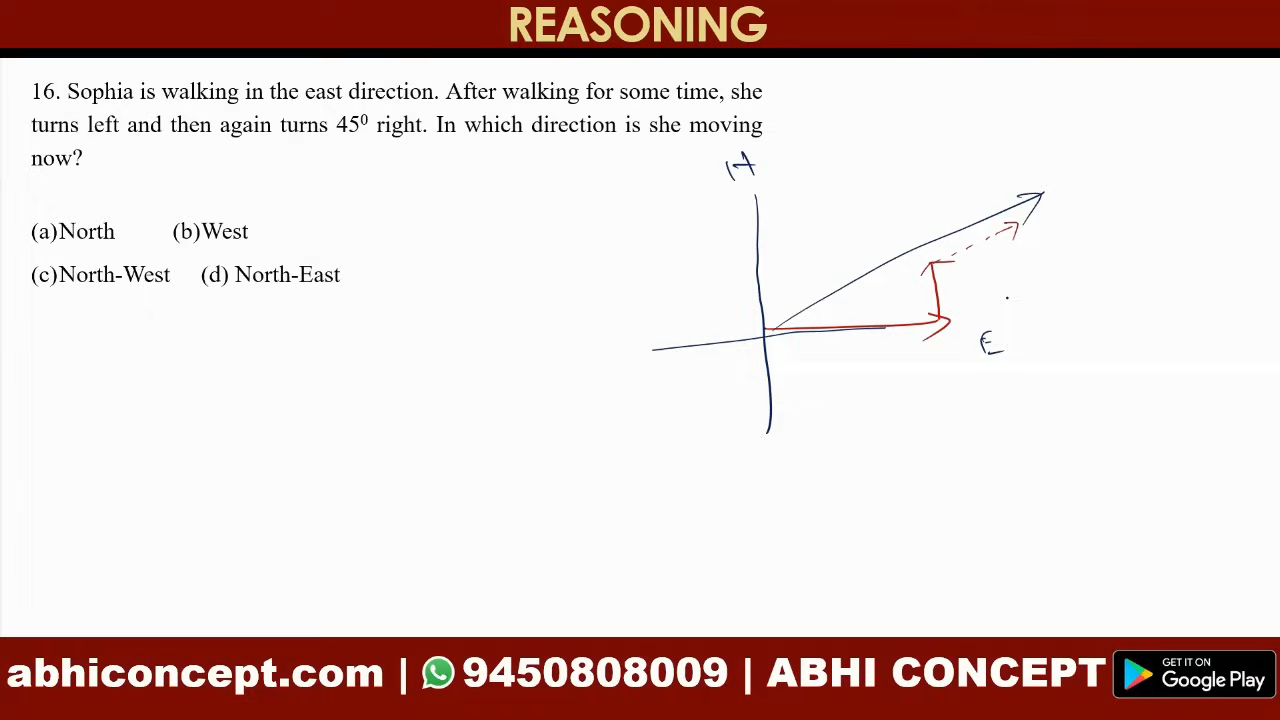 REASONING
16. Sophia is walking in the east direction. After walking for some time, she
turns left and then again turns 45⁰ right. In which direction is she moving
now?
(a)North (b)West
(c)North-West (d) North-East
N
E
abhiconcept.com | 9450808009 | ABHI CONCEPT
GET IT ON
Google Play